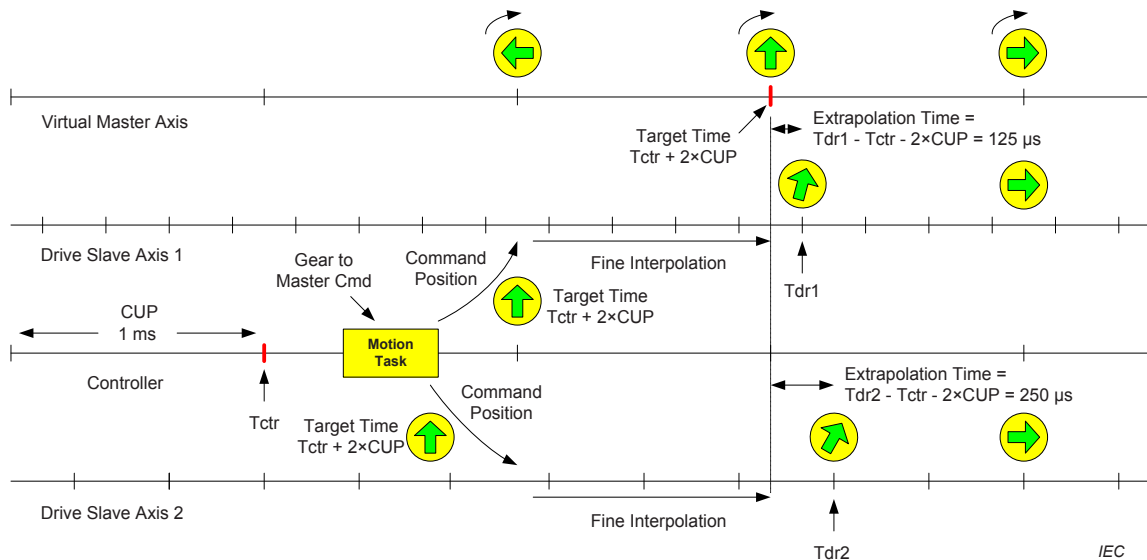 Virtual Master Axis
Target Time
Tctr + 2×CUP
Extrapolation Time =
Tdr1 - Tctr - 2×CUP = 125 µs
Drive Slave Axis 1
Gear to
Master Cmd
Command
Position
Fine Interpolation
Tdr1
Target Time
Tctr + 2×CUP
CUP
1 ms
Motion
Task
Controller
Tctr
Target Time
Tctr + 2×CUP
Command
Position
Extrapolation Time =
Tdr2 - Tctr - 2×CUP = 250 µs
Drive Slave Axis 2
Fine Interpolation
Tdr2
IEC